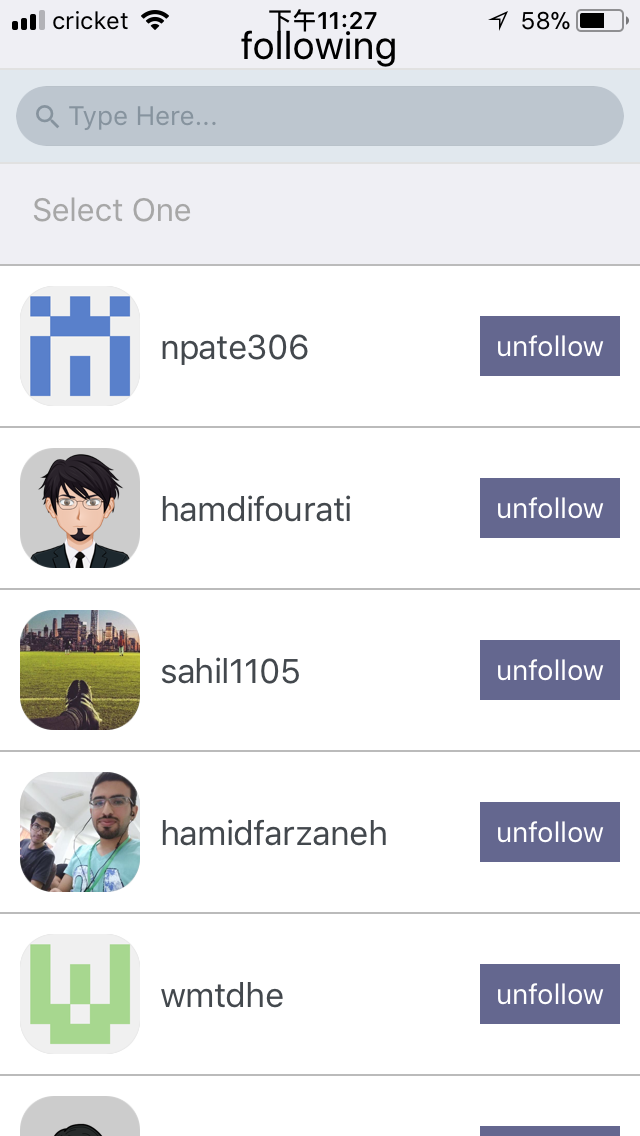 cricket 下午11:27 58%
following
Type Here...
Select One
npate306 unfollow
hamdifourati unfollow
sahil1105 unfollow
hamidfarzaneh unfollow
wmtdhe unfollow